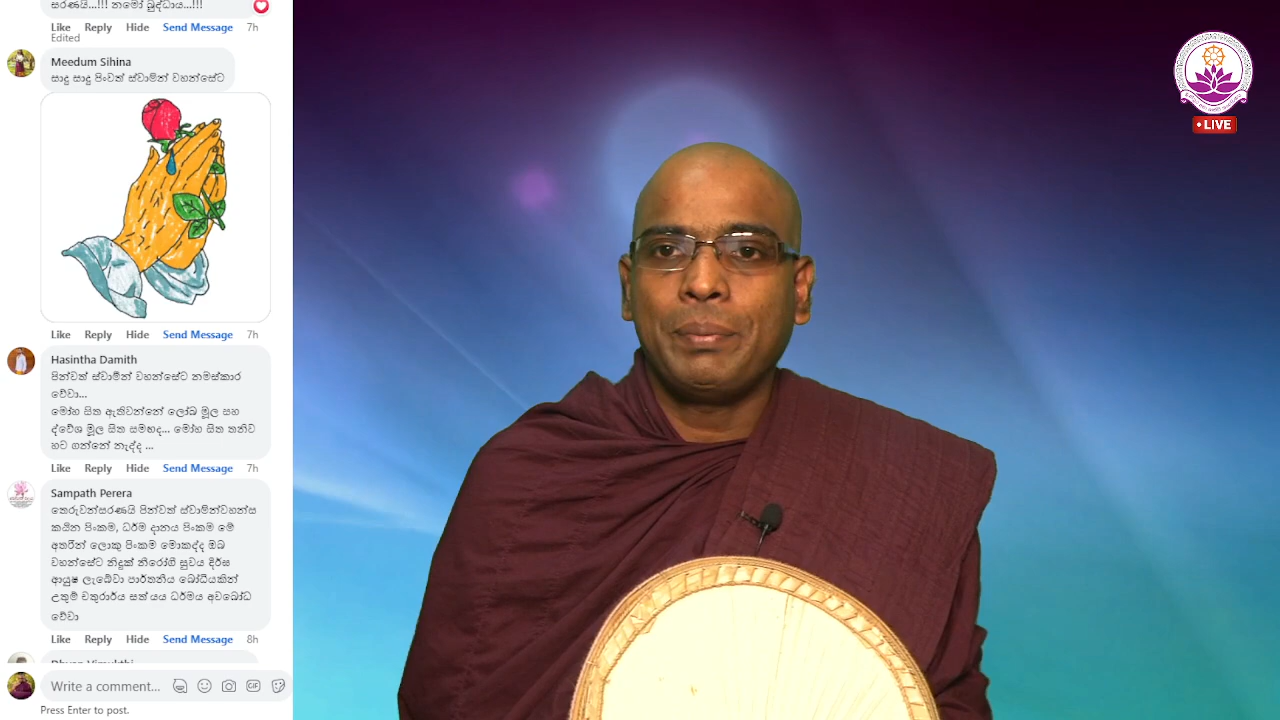 සරණයි...!!! නමෝ බුද්ධාය...!!!
Like Reply Hide Send Message 7h
Edited
Meedum Sihina
සාදු සාදු පිංවත් ස්වාමින් වහන්සේට
Like Reply Hide Send Message 7h
Hasintha Damith
පින්වත් ස්වාමීන් වහන්සේට නමස්කාර
වේවා...
මෝහ සිත ඇතිවන්නේ ලෝබ මූල සහ
ද්වේශ මූල සිත සමඟද... මෝහ සිත තනිව
හට ගන්නේ නැද්ද ...
Like Reply Hide Send Message 7h
Sampath Perera
තෙරුවන්සරණයි පින්වත් ස්වාමින්වහන්ස
කඨින පිංකම, ධර්ම දානය පිංකම මේ
අතරින් ලොකු පිංකම මොකද්ද ඔබ
වහන්සේට නිදුක් නිරෝගී සුවය දීර්ඝ
ආයුෂ ලැබේවා පාර්තනීය බෝධියකින්
උතුම් චතුරාර්ය සත්‍යය ධර්මය අවබෝධ
වේවා
Like Reply Hide Send Message 8h
Write a comment...
GIF
Press Enter to post.
• LIVE